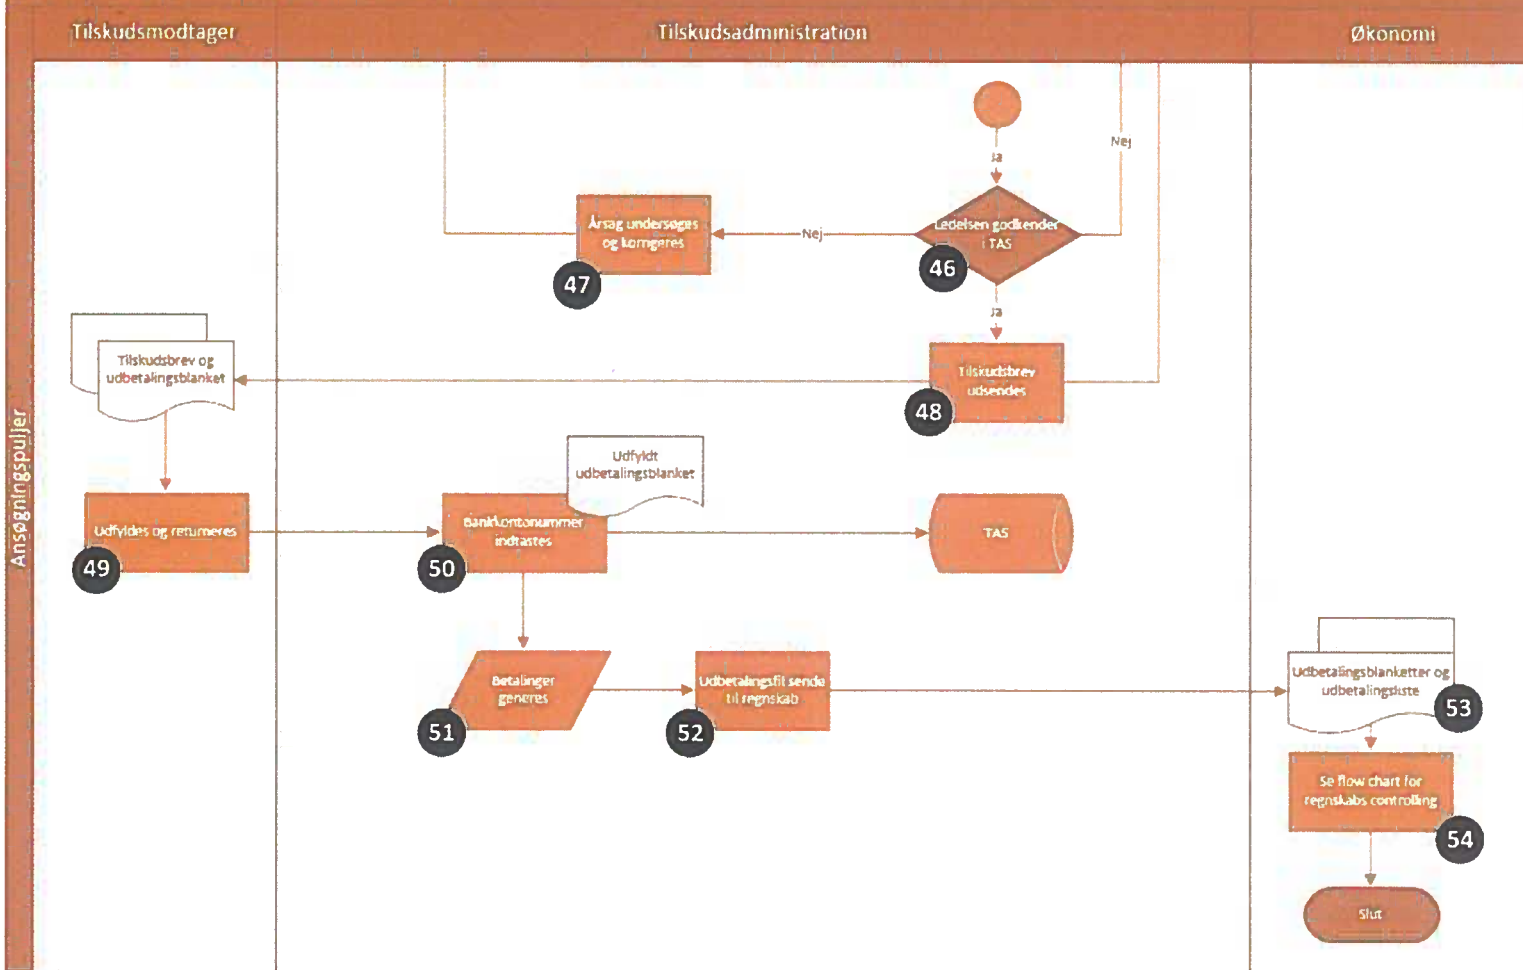 Tilskudsmodtager
Tilskudsadministration
Økonomi
Ansøgningspuljer
Ja
Nej
Ledelsen godkender
i TAS
46
Nej
Årsag undersøges
og korrigeres
47
Ja
Tilskudsbrev
udsendes
48
Tilskudsbrev og
udbetalingsblanket
Udfyldes og returneres
49
Udfyldt
udbetalingsblanket
Bankkontonummer
indtastes
50
TAS
Betalinger
generes
51
Udbetalingsfil sende
til regnskab
52
Udbetalingsblanketter og
udbetalingsliste
53
Se flow chart for
regnskabs controlling
54
Slut